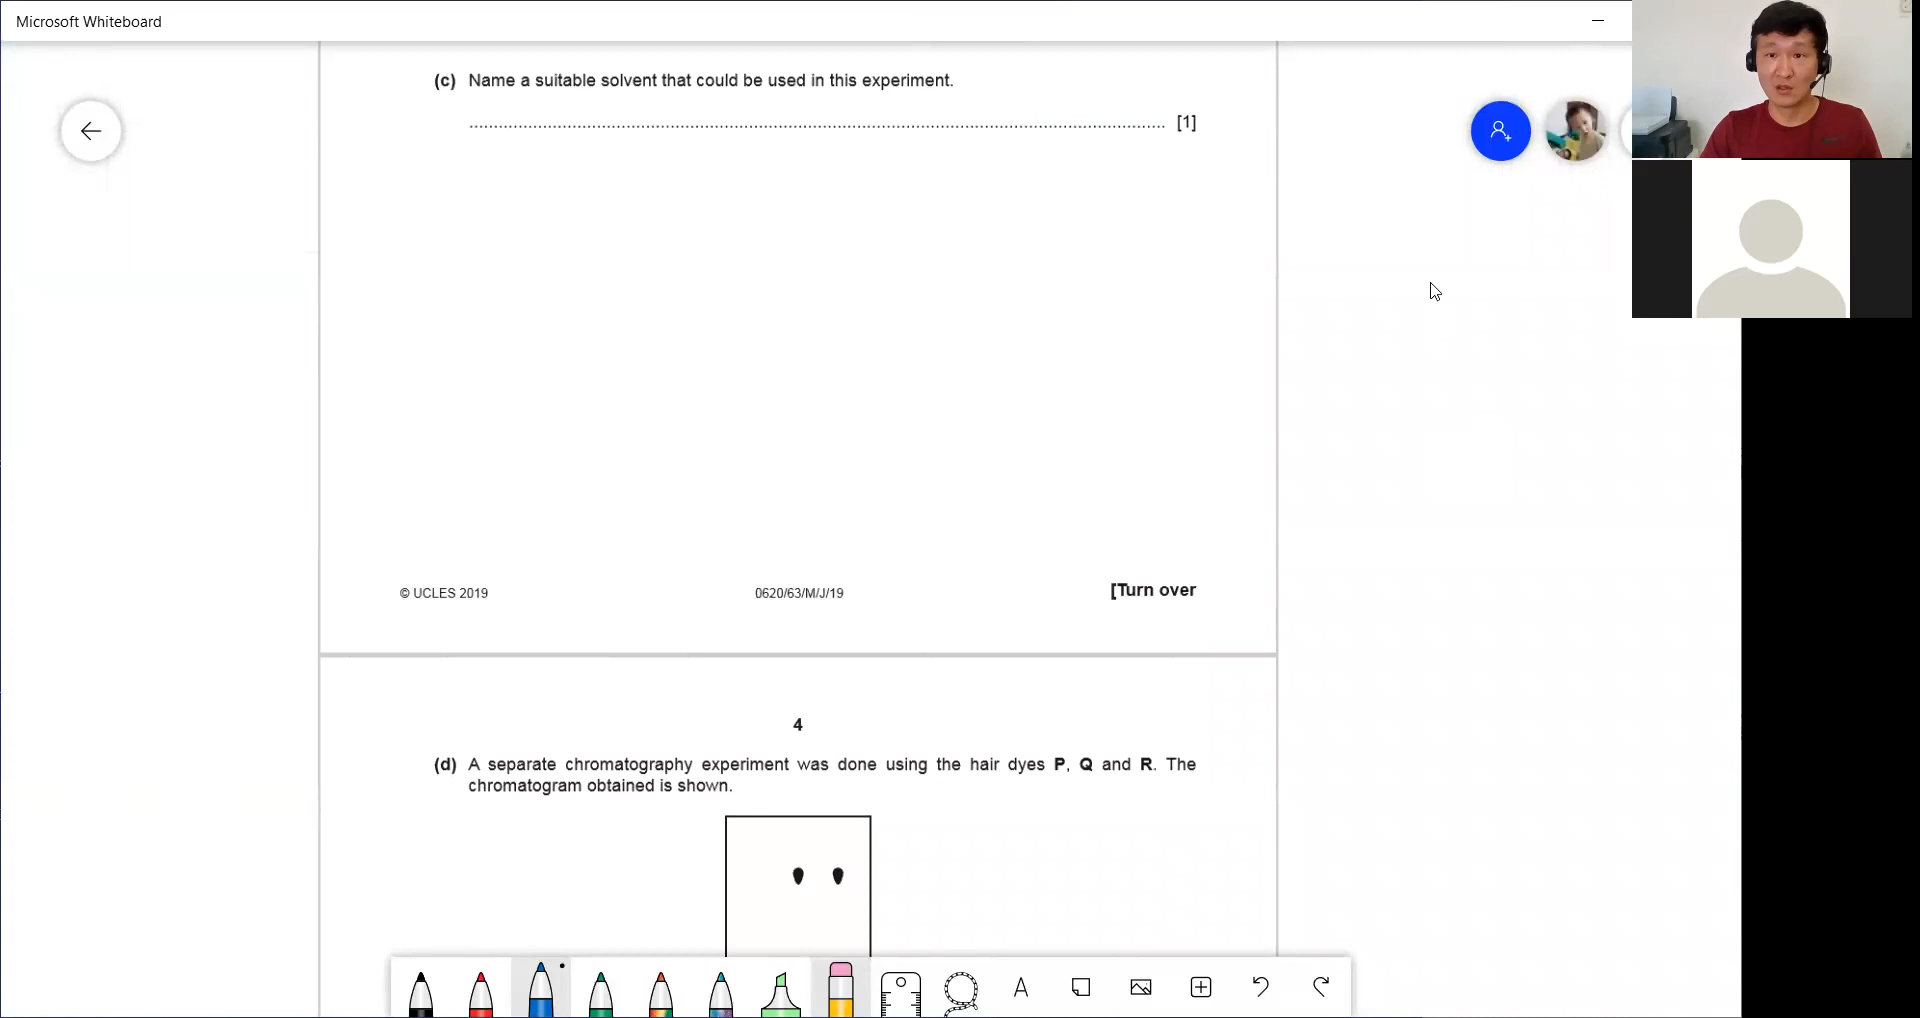 Microsoft Whiteboard
(c) Name a suitable solvent that could be used in this experiment.
.................................................................................................................................................. [1]
© UCLES 2019
0620/63/M/J/19
[Turn over
4
(d) A separate chromatography experiment was done using the hair dyes P, Q and R. The
chromatogram obtained is shown.